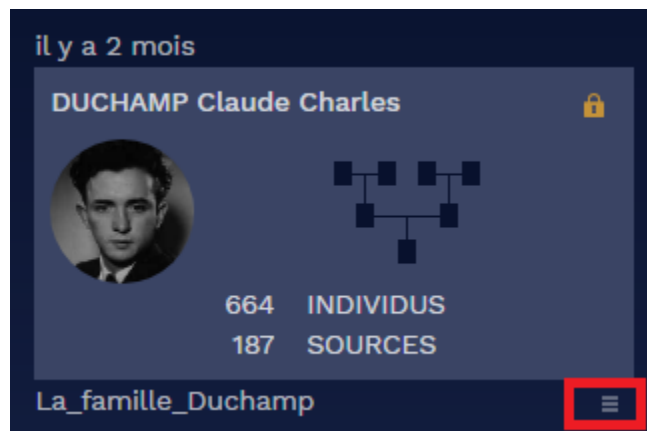 il y a 2 mois
DUCHAMP Claude Charles
664 INDIVIDUS
187 SOURCES
La_famille_Duchamp